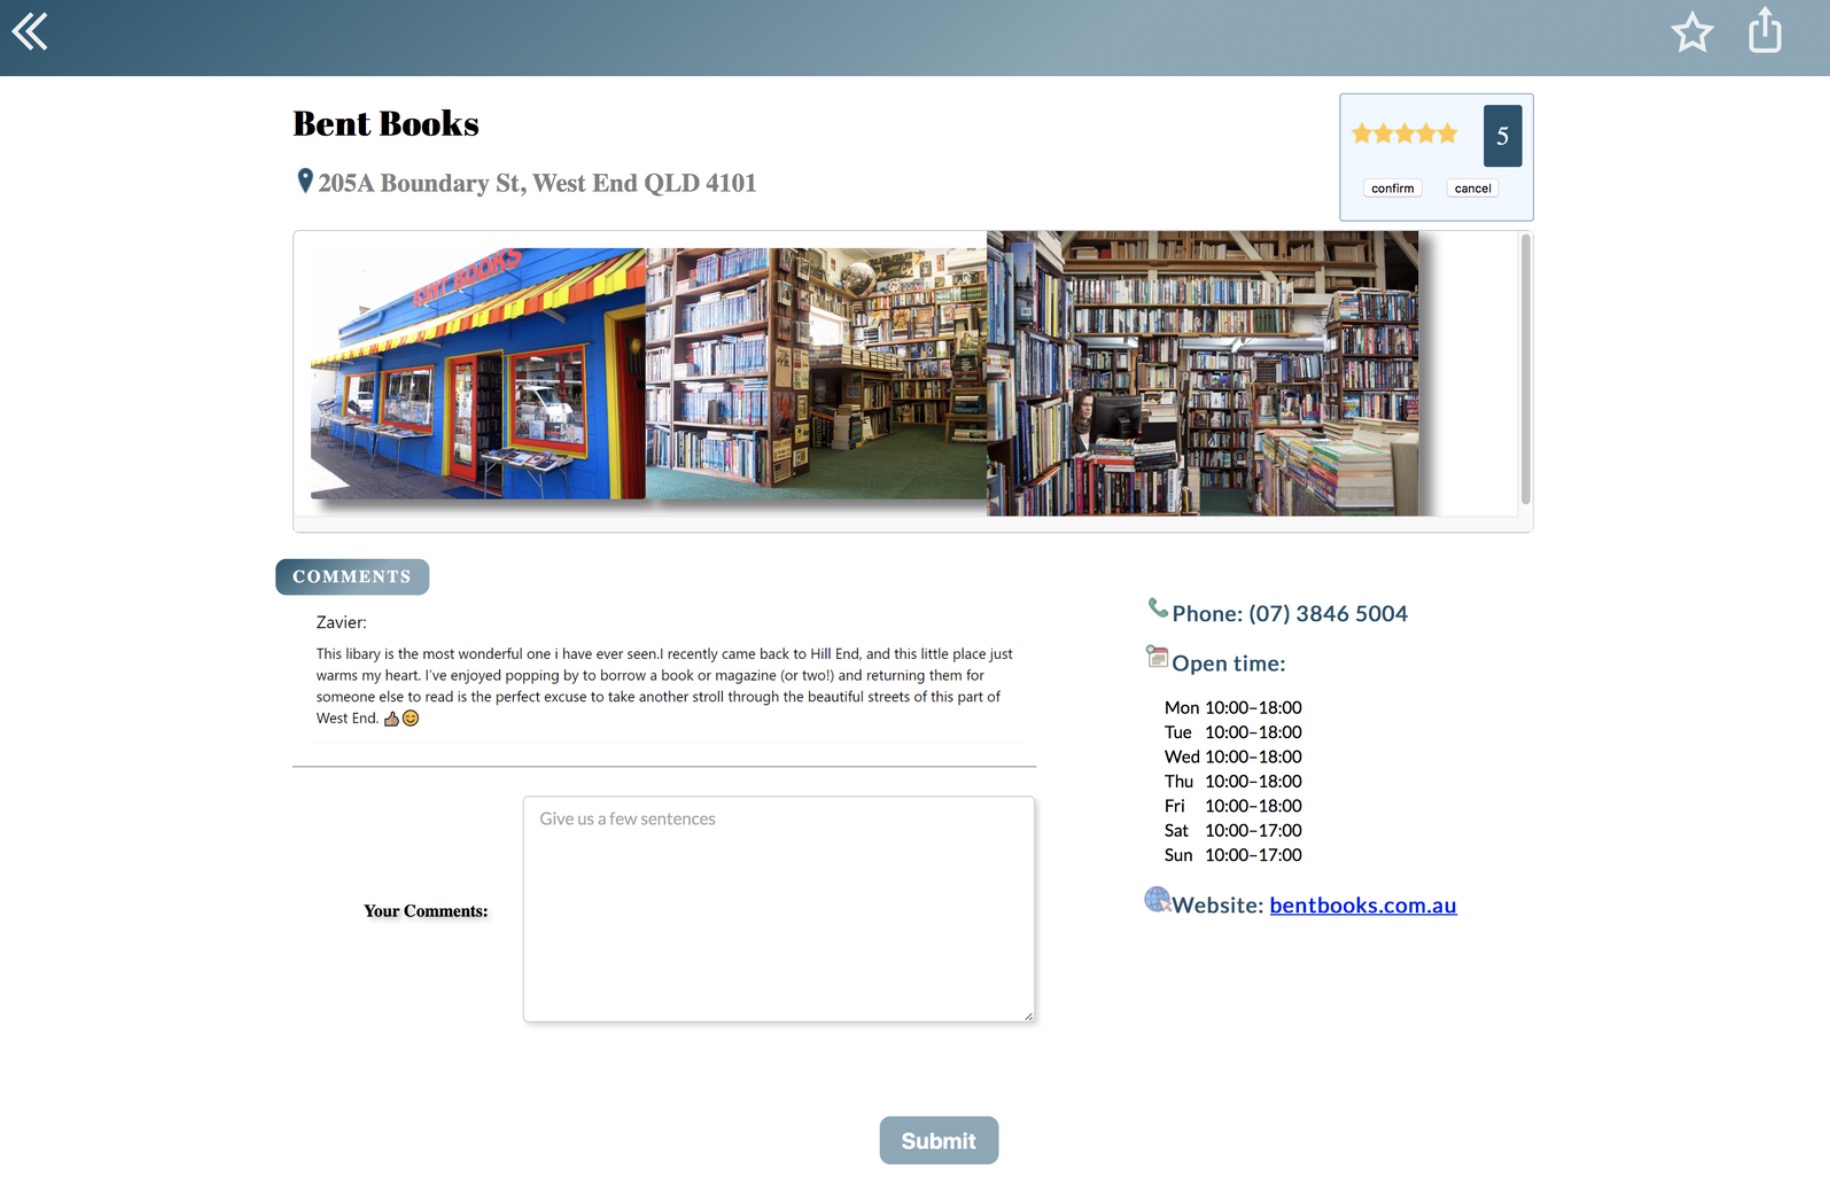 Bent Books
205A Boundary St, West End QLD 4101
5
confirm
cancel
BENT BOOKS
COMMENTS
Zavier:
This libary is the most wonderful one i have ever seen.I recently came back to Hill End, and this little place just
warms my heart. I've enjoyed popping by to borrow a book or magazine (or two!) and returning them for
someone else to read is the perfect excuse to take another stroll through the beautiful streets of this part of
West End. 👍🏽😊
Your Comments:
Give us a few sentences
Phone: (07) 3846 5004
Open time:
Mon 10:00–18:00
Tue 10:00–18:00
Wed 10:00–18:00
Thu 10:00–18:00
Fri 10:00–18:00
Sat 10:00–17:00
Sun 10:00–17:00
Website: bentbooks.com.au
Submit